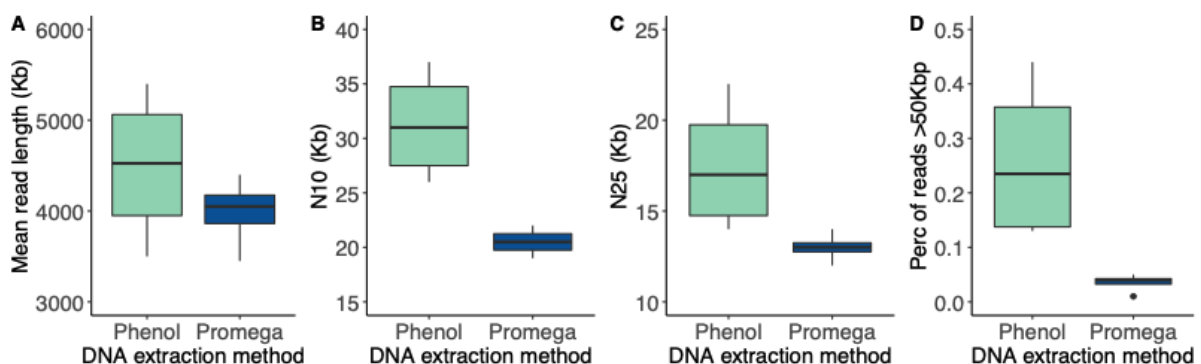 A
Mean read length (Kb)
6000
5000
4000
3000
Phenol Promega
DNA extraction method
B
N10 (Kb)
40
35
30
25
20
15
Phenol Promega
DNA extraction method
C
N25 (Kb)
25
20
15
10
Phenol Promega
DNA extraction method
D
Perc of reads >50Kbp
0.5
0.4
0.3
0.2
0.1
0.0
Phenol Promega
DNA extraction method